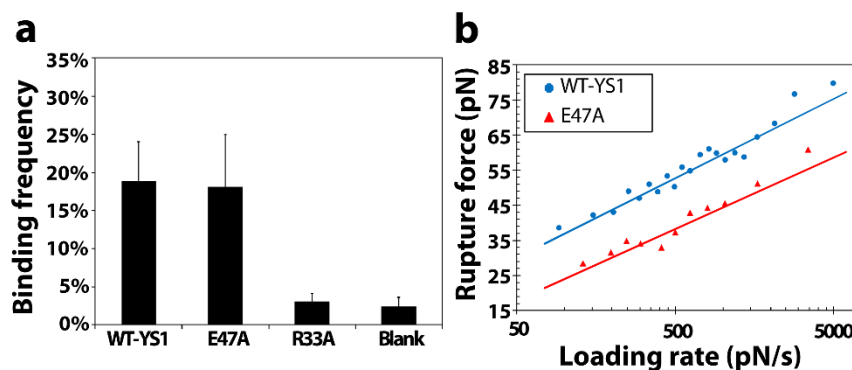 a
Binding frequency
35%
30%
25%
20%
15%
10%
5%
0%
WT-YS1 E47A R33A Blank
b
Rupture force (pN)
85
75
65
55
45
35
25
15
WT-YS1
E47A
50 500 5000
Loading rate (pN/s)